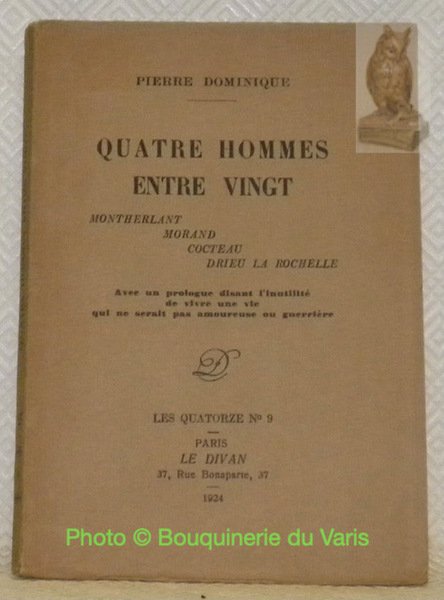 PIERRE DOMINIQUE
QUATRE HOMMES
ENTRE VINGT
MONTHERLANT
MORAND
COCTEAU
DRIEU LA ROCHELLE
Avec un prologue disant l'inutilité
de vivre une vie
qui ne serait pas amoureuse ou guerrière
D
LES QUATORZE Nº 9
PARIS
LE DIVAN
37, Rue Bonaparte, 37
1924
Photo © Bouquinerie du Varis